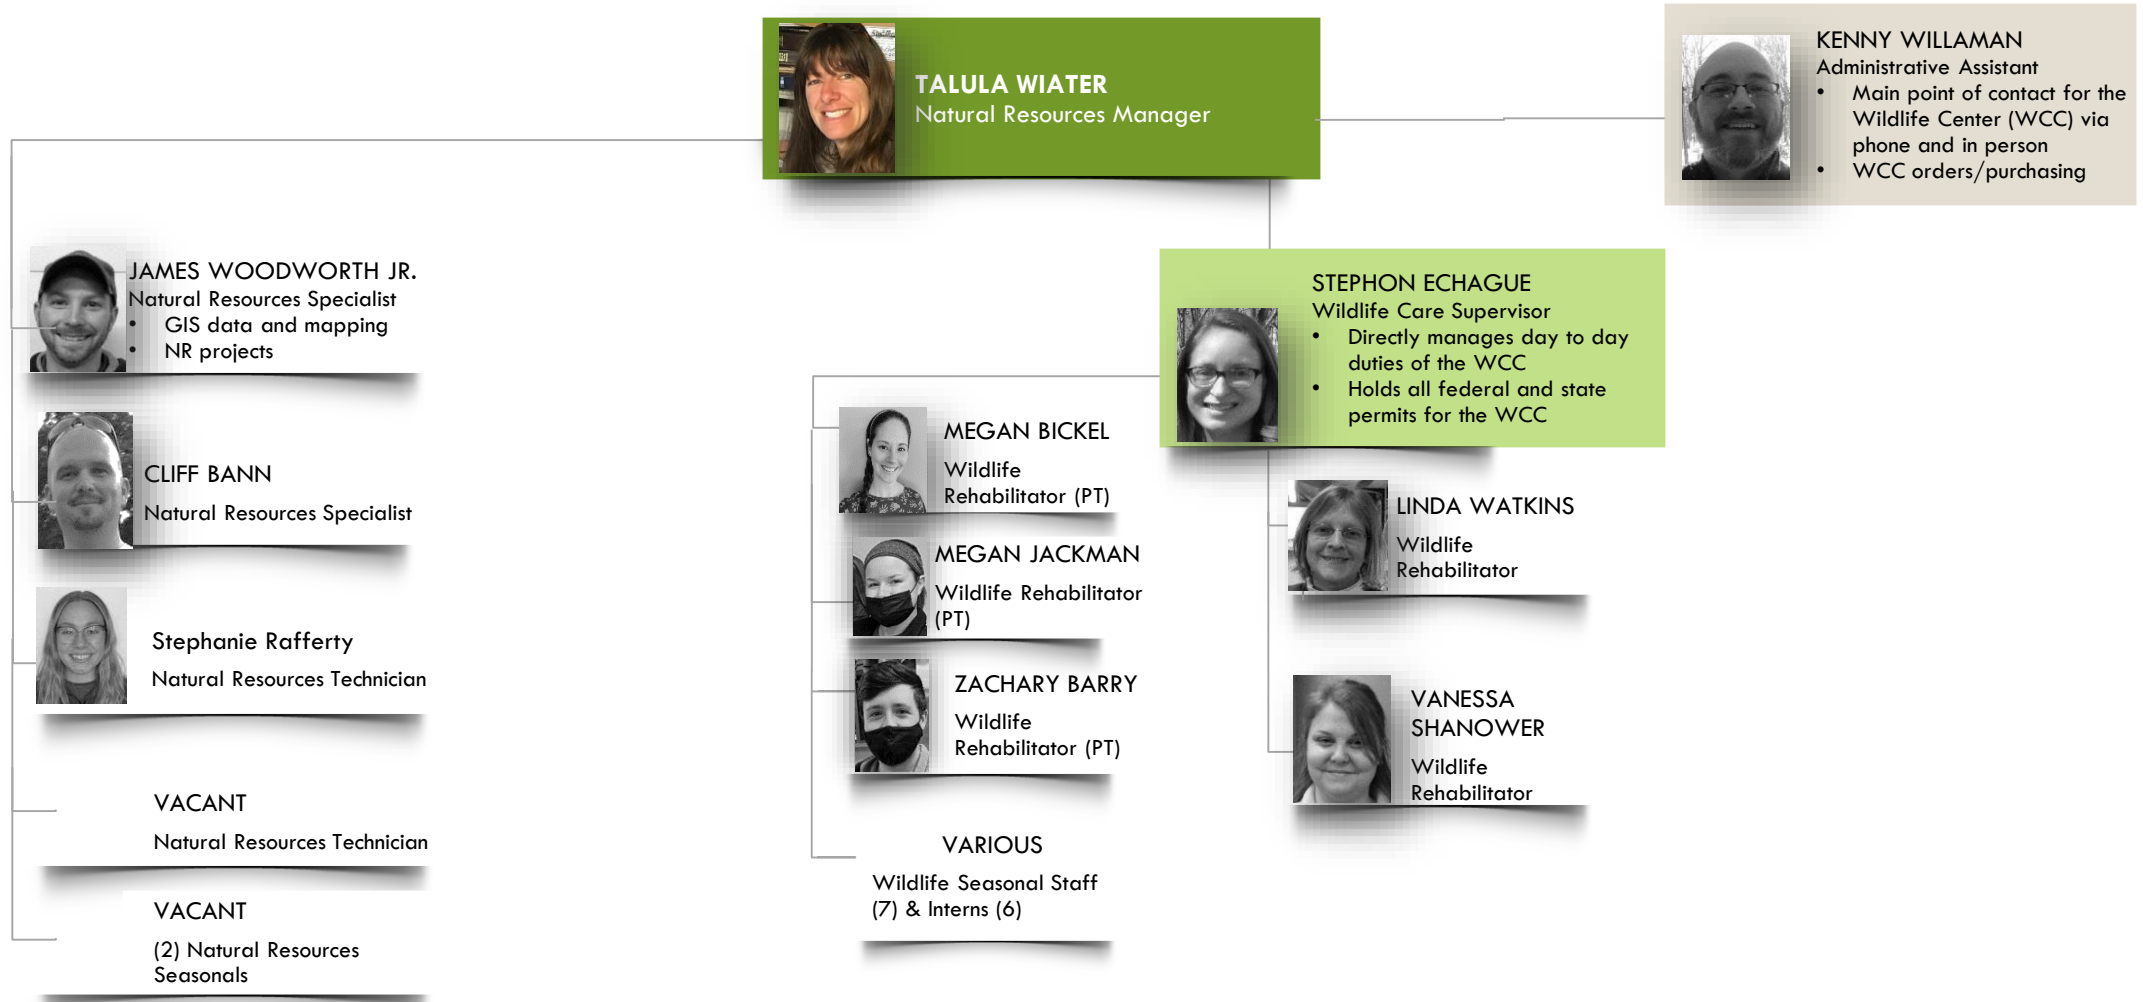 TALULA WIATER
Natural Resources Manager
KENNY WILLAMAN
Administrative Assistant
• Main point of contact for the
Wildlife Center (WCC) via
phone and in person
• WCC orders/purchasing
JAMES WOODWORTH JR.
Natural Resources Specialist
• GIS data and mapping
• NR projects
CLIFF BANN
Natural Resources Specialist
Stephanie Rafferty
Natural Resources Technician
VACANT
Natural Resources Technician
VACANT
(2) Natural Resources
Seasonals
STEPHON ECHAGUE
Wildlife Care Supervisor
• Directly manages day to day
duties of the WCC
• Holds all federal and state
permits for the WCC
MEGAN BICKEL
Wildlife
Rehabilitator (PT)
MEGAN JACKMAN
Wildlife Rehabilitator
(PT)
ZACHARY BARRY
Wildlife
Rehabilitator (PT)
VARIOUS
Wildlife Seasonal Staff
(7) & Interns (6)
LINDA WATKINS
Wildlife
Rehabilitator
VANESSA
SHANOWER
Wildlife
Rehabilitator